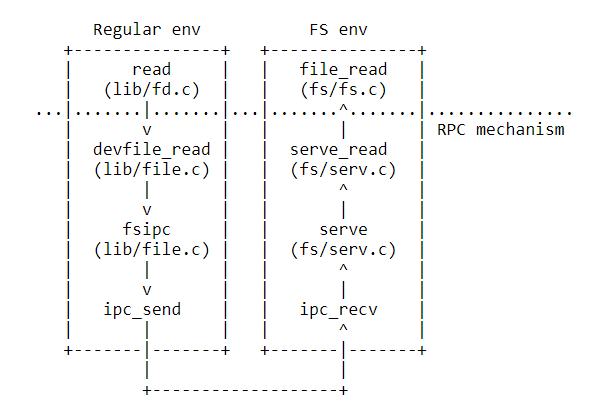 Regular env FS env
read file_read
(lib/fd.c) (fs/fs.c)
RPC mechanism
devfile_read serve_read
(lib/file.c) (fs/serv.c)
fsipc serve
(lib/file.c) (fs/serv.c)
ipc_send ipc_recv